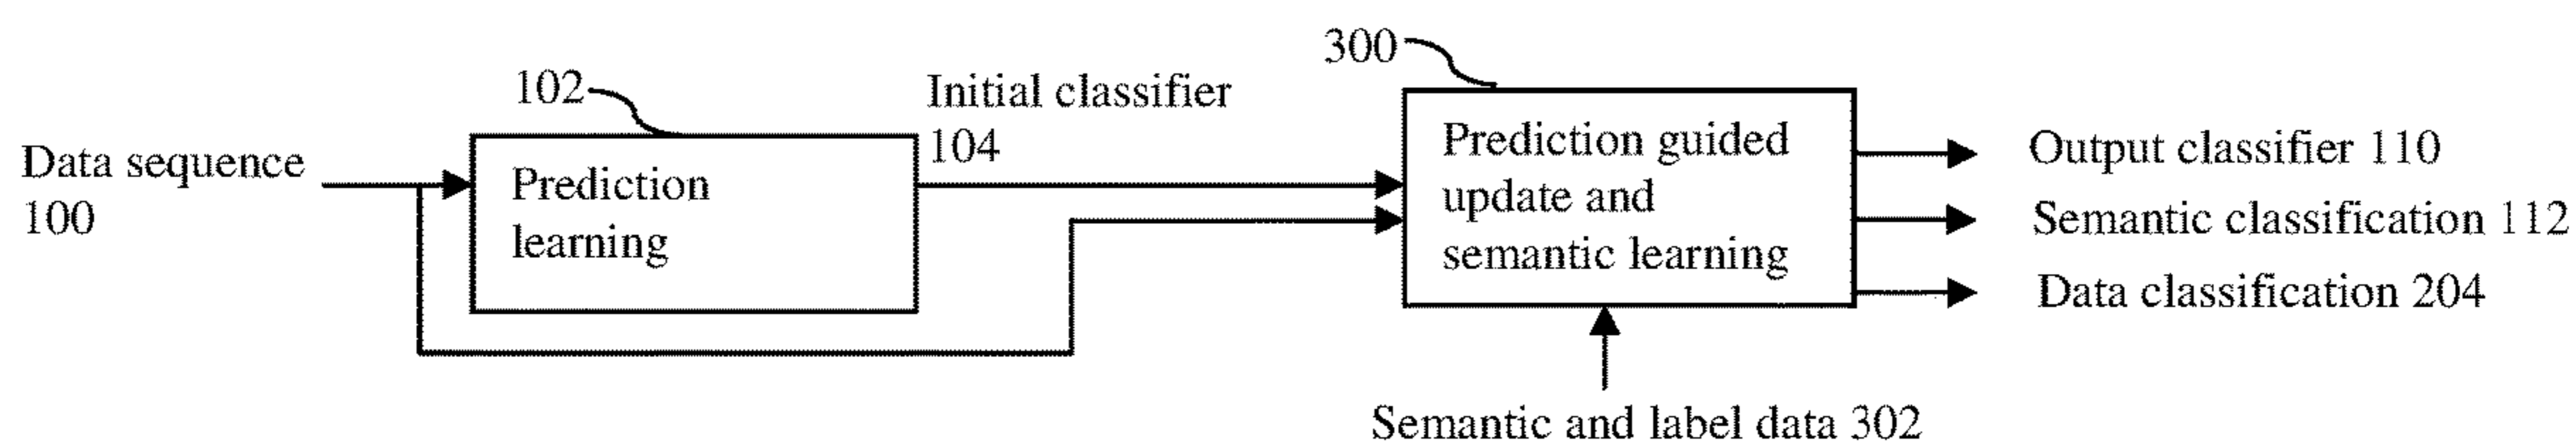 Data sequence
100
102
Prediction
learning
Initial classifier
104
300
Prediction guided
update and
semantic learning
Output classifier 110
Semantic classification 112
Data classification 204
Semantic and label data 302